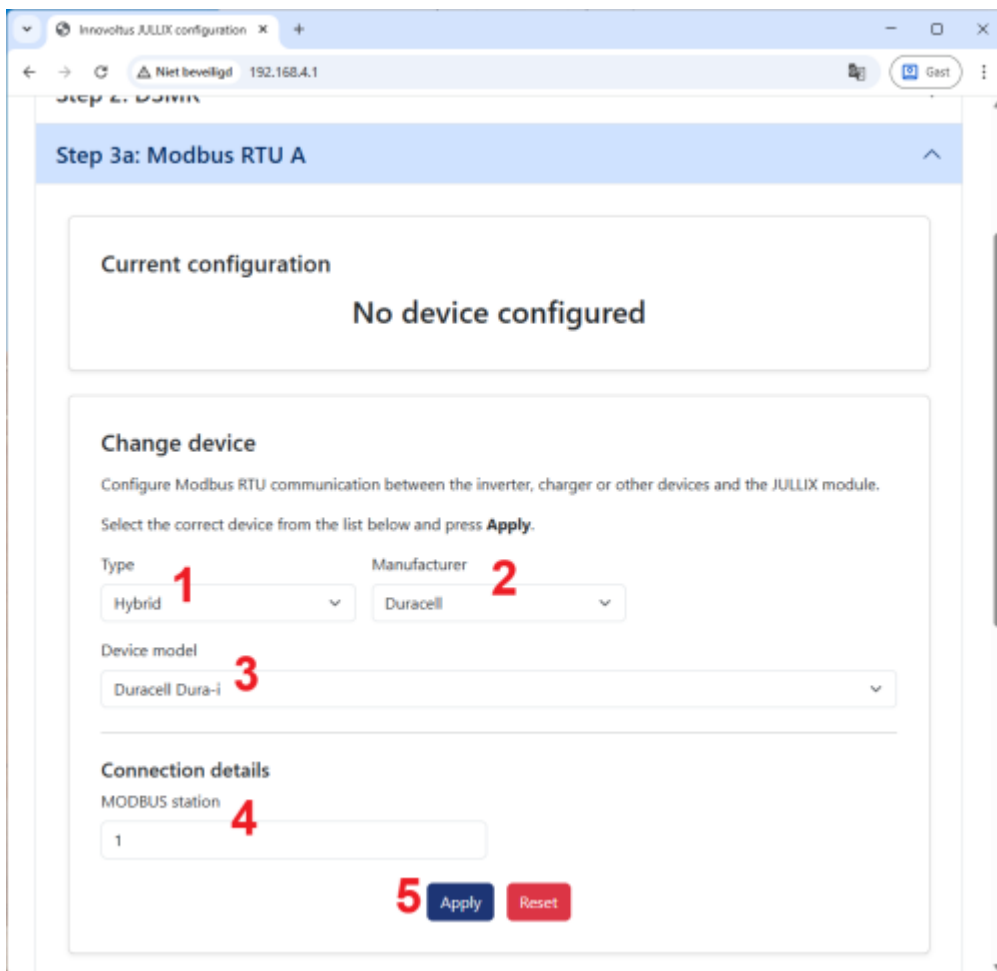 Innovoltus JULLIX configuration
Niet beveiligd 192.168.4.1 Gast
Step 2: DSMR
Step 3a: Modbus RTU A
Current configuration
No device configured
Change device
Configure Modbus RTU communication between the inverter, charger or other devices and the JULLIX module.
Select the correct device from the list below and press Apply.
Type Manufacturer
1 2
Hybrid Duracell
Device model
3
Duracell Dura-i
Connection details
MODBUS station
4
1
5 Apply Reset